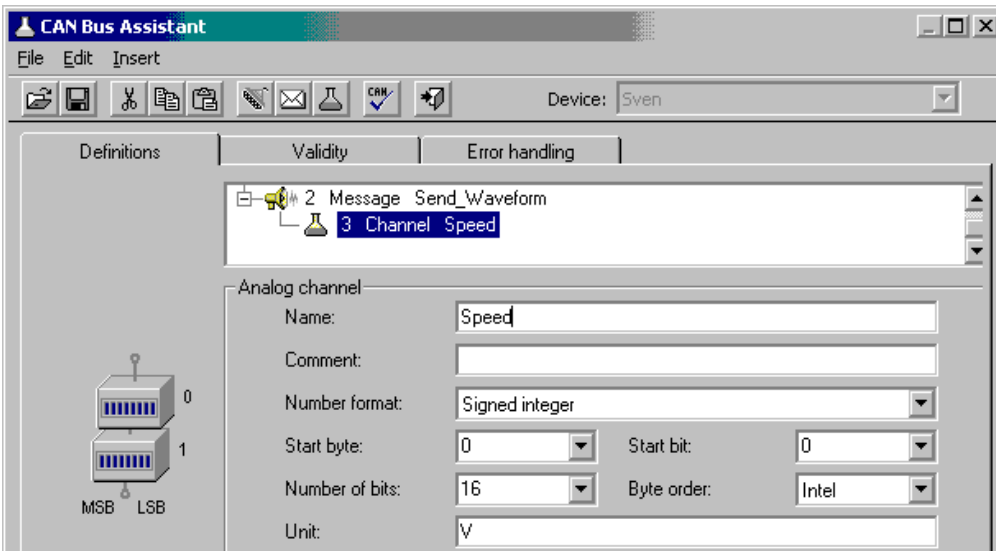 CAN Bus Assistant
File Edit Insert
CAN Device: Sven
Definitions Validity Error handling
2 Message Send_Waveform
3 Channel Speed
Analog channel
Name: Speed
Comment:
Number format: Signed integer
Start byte: 0 Start bit: 0
Number of bits: 16 Byte order: Intel
Unit: V
0
1
MSB LSB